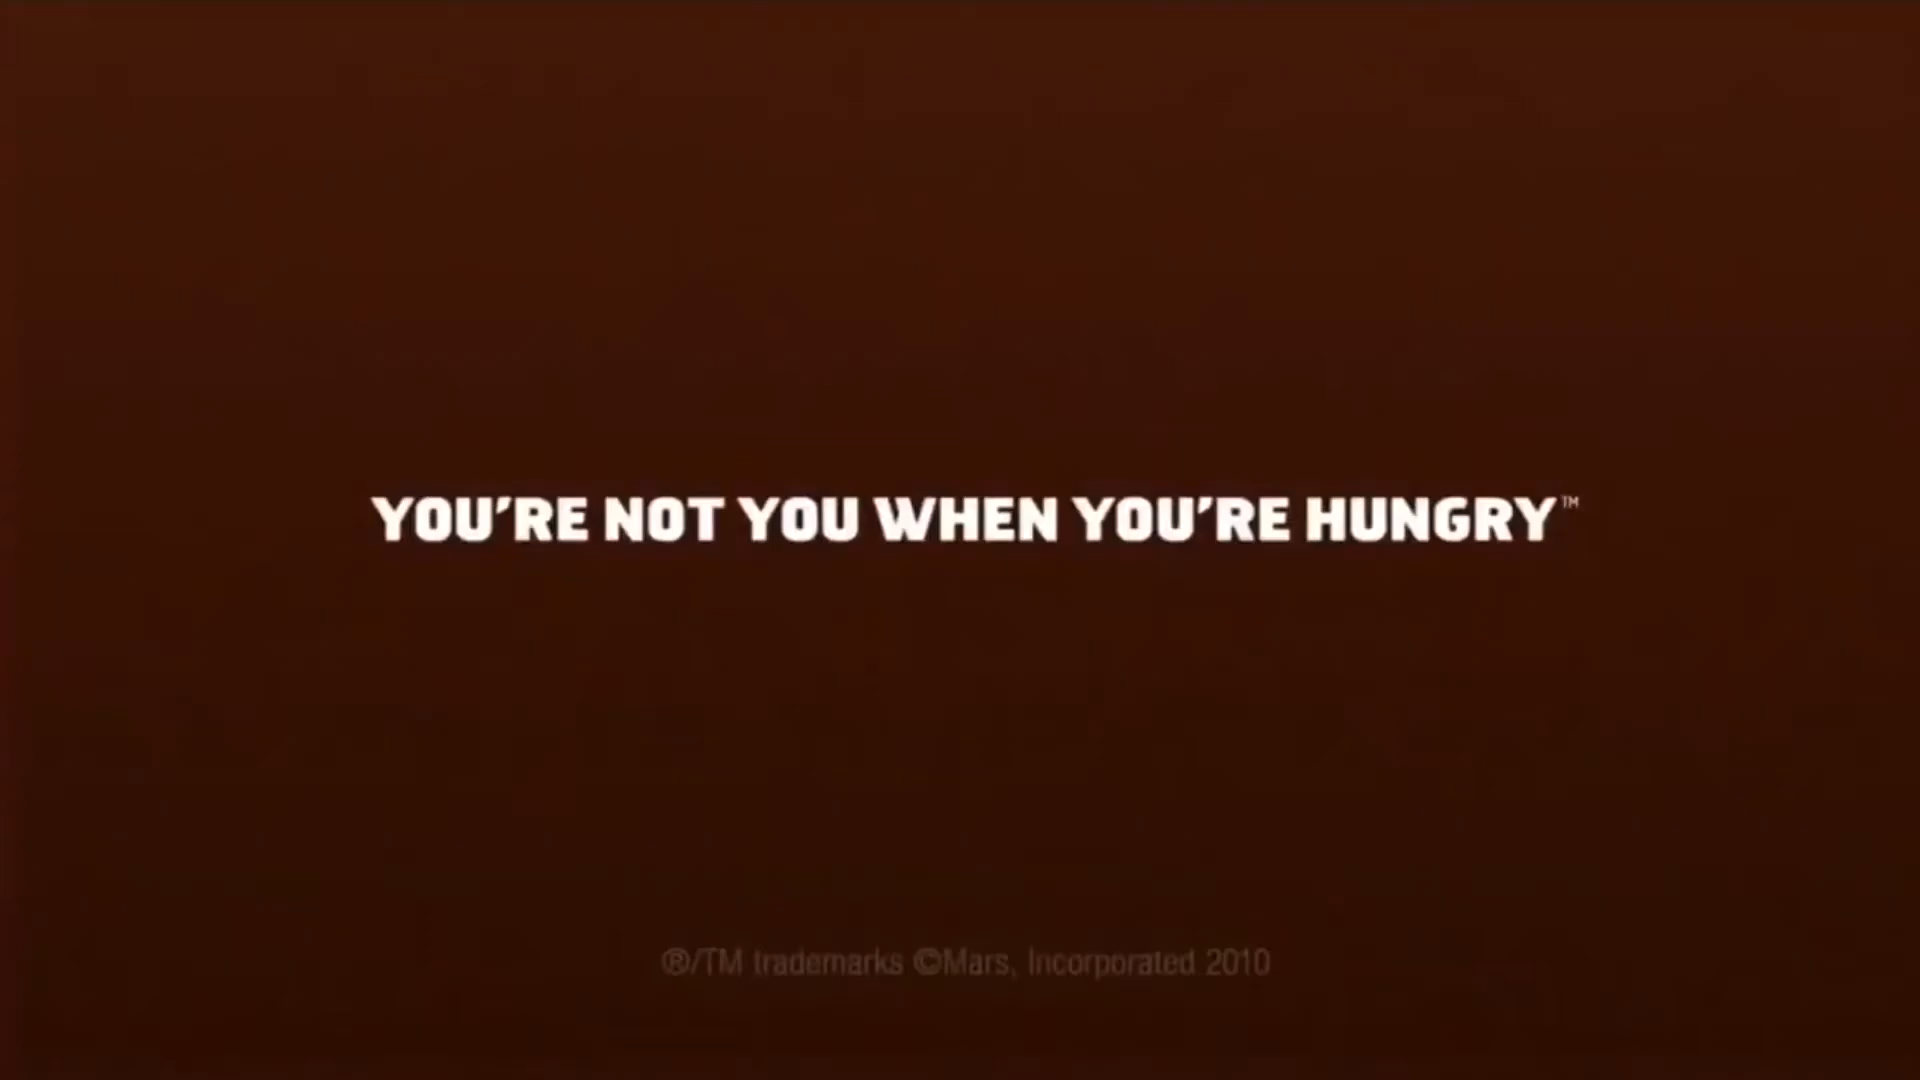 YOU'RE NOT YOU WHEN YOU'RE HUNGRY™
®/TM trademarks ©Mars, Incorporated 2010